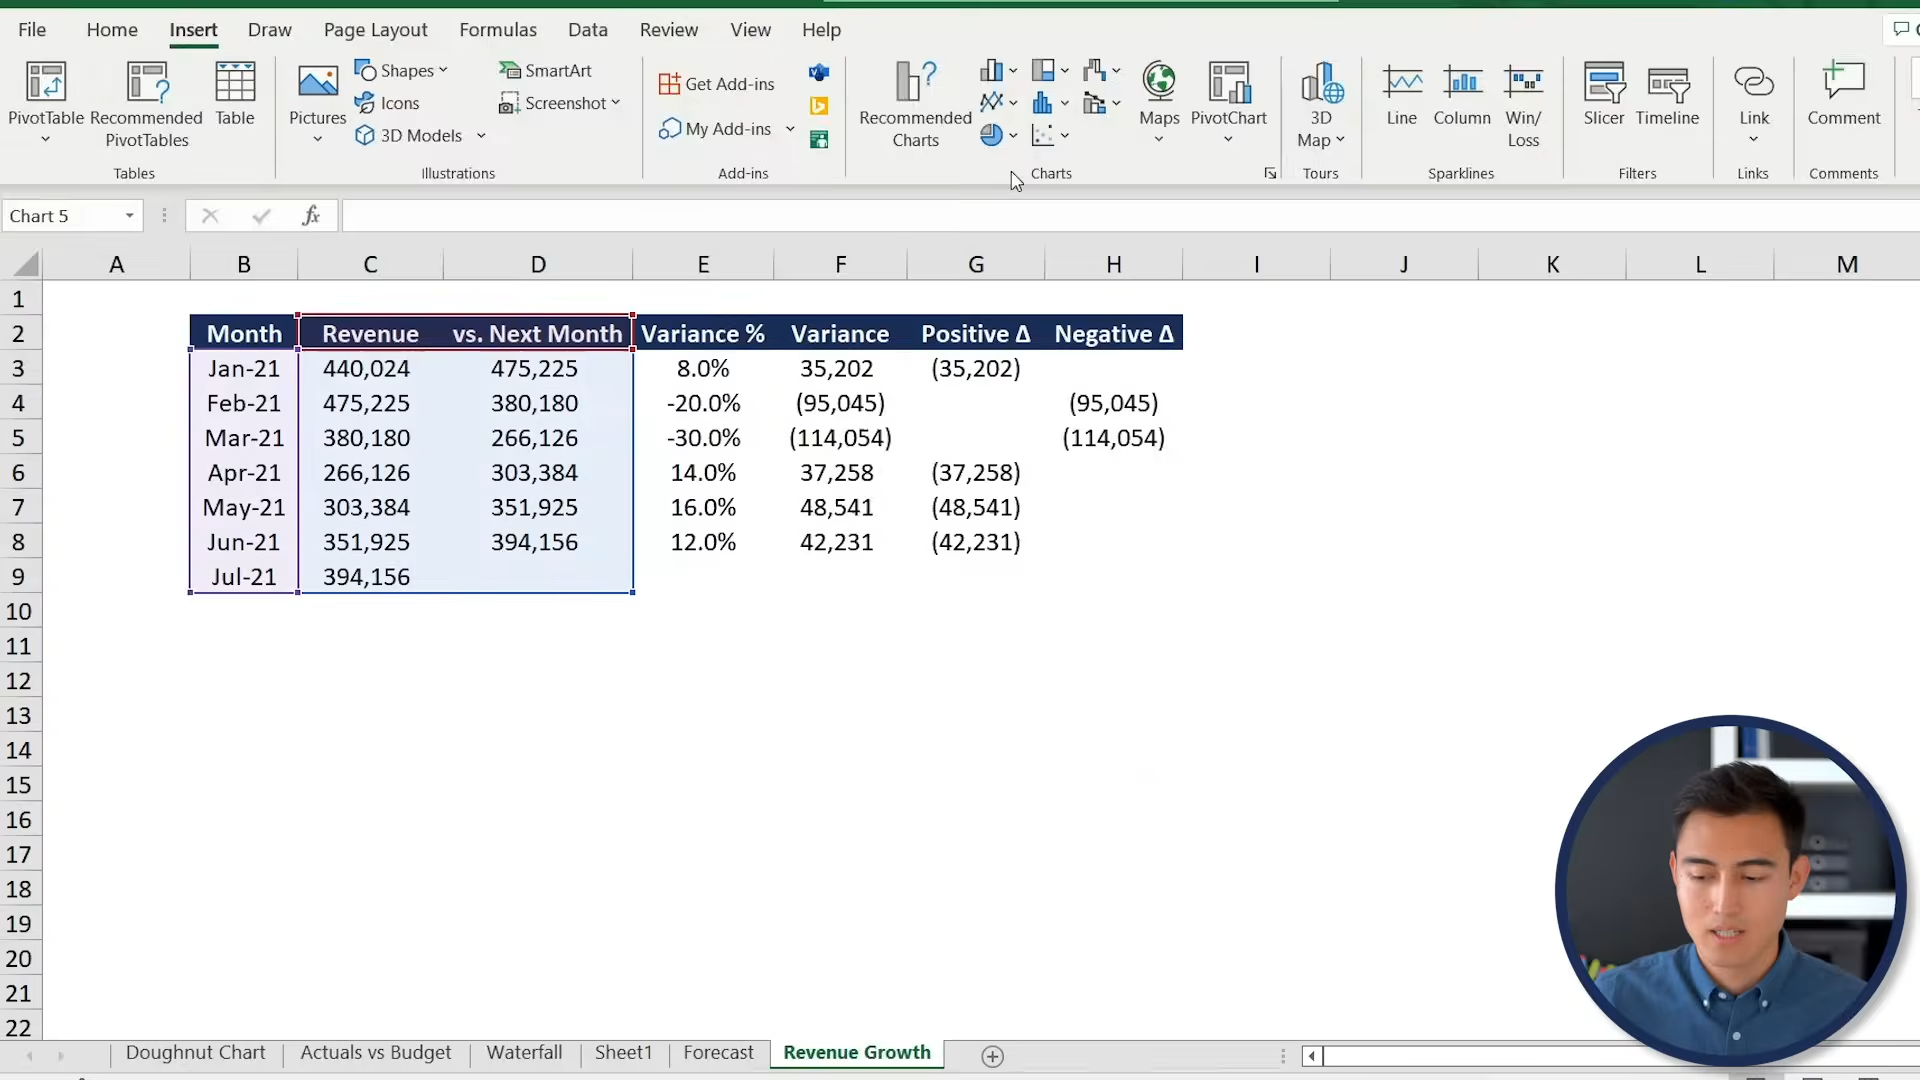 File Home Insert Draw Page Layout Formulas Data Review View Help
PivotTable Recommended PivotTables Table
Pictures Shapes Icons 3D Models SmartArt Screenshot
Get Add-ins My Add-ins
Recommended Charts Maps PivotChart
3D Map Line Column Win/Loss
Slicer Timeline Link Comment
Tables Illustrations Add-ins Charts Tours Sparklines Filters Links Comments
Chart 5 fx
A B C D E F G H I J K L M
1
2 Month Revenue vs. Next Month Variance % Variance Positive Δ Negative Δ
3 Jan-21 440,024 475,225 8.0% 35,202 (35,202)
4 Feb-21 475,225 380,180 -20.0% (95,045) (95,045)
5 Mar-21 380,180 266,126 -30.0% (114,054) (114,054)
6 Apr-21 266,126 303,384 14.0% 37,258 (37,258)
7 May-21 303,384 351,925 16.0% 48,541 (48,541)
8 Jun-21 351,925 394,156 12.0% 42,231 (42,231)
9 Jul-21 394,156
10
11
12
13
14
15
16
17
18
19
20
21
22
Doughnut Chart Actuals vs Budget Waterfall Sheet1 Forecast Revenue Growth